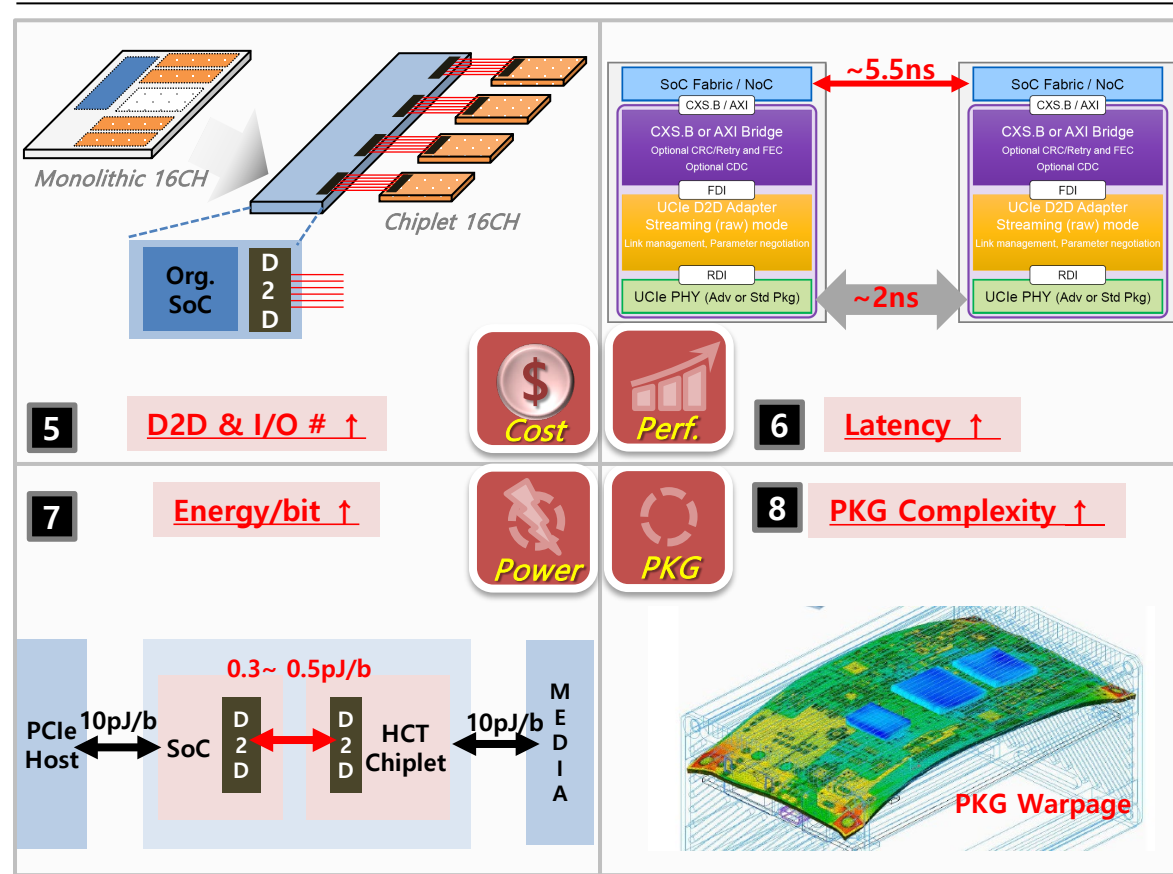 Monolithic 16CH
Chiplet 16CH
Org.
SoC
D
2
D
5
D2D & I/O # ↑
$
Cost
~5.5ns
SoC Fabric / NoC
CXS.B / AXI
CXS.B or AXI Bridge
Optional CRC/Retry and FEC
Optional CDC
FDI
UCIe D2D Adapter
Streaming (raw) mode
Link management, Parameter negotiation
RDI
UCIe PHY (Adv or Std Pkg)
~2ns
SoC Fabric / NoC
CXS.B / AXI
CXS.B or AXI Bridge
Optional CRC/Retry and FEC
Optional CDC
FDI
UCIe D2D Adapter
Streaming (raw) mode
Link management, Parameter negotiation
RDI
UCIe PHY (Adv or Std Pkg)
Perf.
6
Latency ↑
7
Energy/bit ↑
Power
PCIe
Host
10pJ/b
SoC
D
2
D
0.3~ 0.5pJ/b
D
2
D
HCT
Chiplet
10pJ/b
M
E
D
I
A
PKG
8
PKG Complexity ↑
PKG Warpage